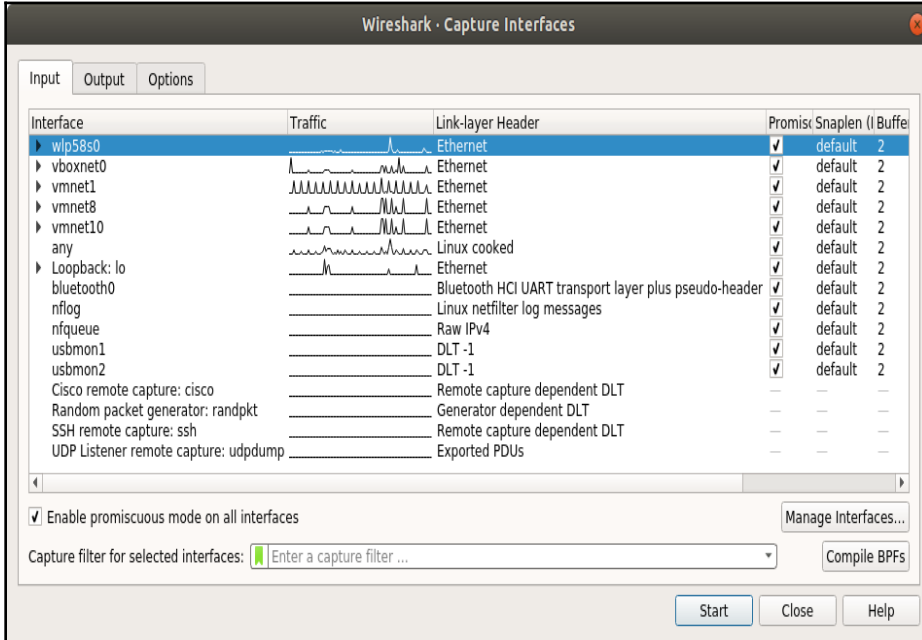 Wireshark · Capture Interfaces
Input Output Options
Interface Traffic Link-layer Header Promisc Snaplen (I Buffe
wlp58s0 Ethernet default 2
vboxnet0 Ethernet default 2
vmnet1 Ethernet default 2
vmnet8 Ethernet default 2
vmnet10 Ethernet default 2
any Linux cooked default 2
Loopback: lo Ethernet default 2
bluetooth0 Bluetooth HCI UART transport layer plus pseudo-header default 2
nflog Linux netfilter log messages default 2
nfqueue Raw IPv4 default 2
usbmon1 DLT -1 default 2
usbmon2 DLT -1 default 2
Cisco remote capture: cisco Remote capture dependent DLT — — —
Random packet generator: randpkt Generator dependent DLT — — —
SSH remote capture: ssh Remote capture dependent DLT — — —
UDP Listener remote capture: udpdump Exported PDUs — — —
Enable promiscuous mode on all interfaces Manage Interfaces...
Capture filter for selected interfaces: Enter a capture filter ... Compile BPFs
Start Close Help